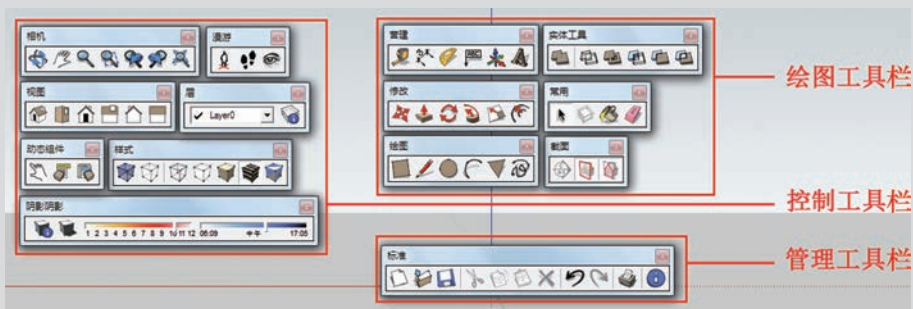 相机
漫游
视图
层
Layer0
动态组件
样式
阴影阴影
1 2 3 4 5 6 7 8 9 10 11 12 06:09 中午 17:05
营建
ABC
实体工具
修改
常用
绘图
截面
标准
绘图工具栏
控制工具栏
管理工具栏